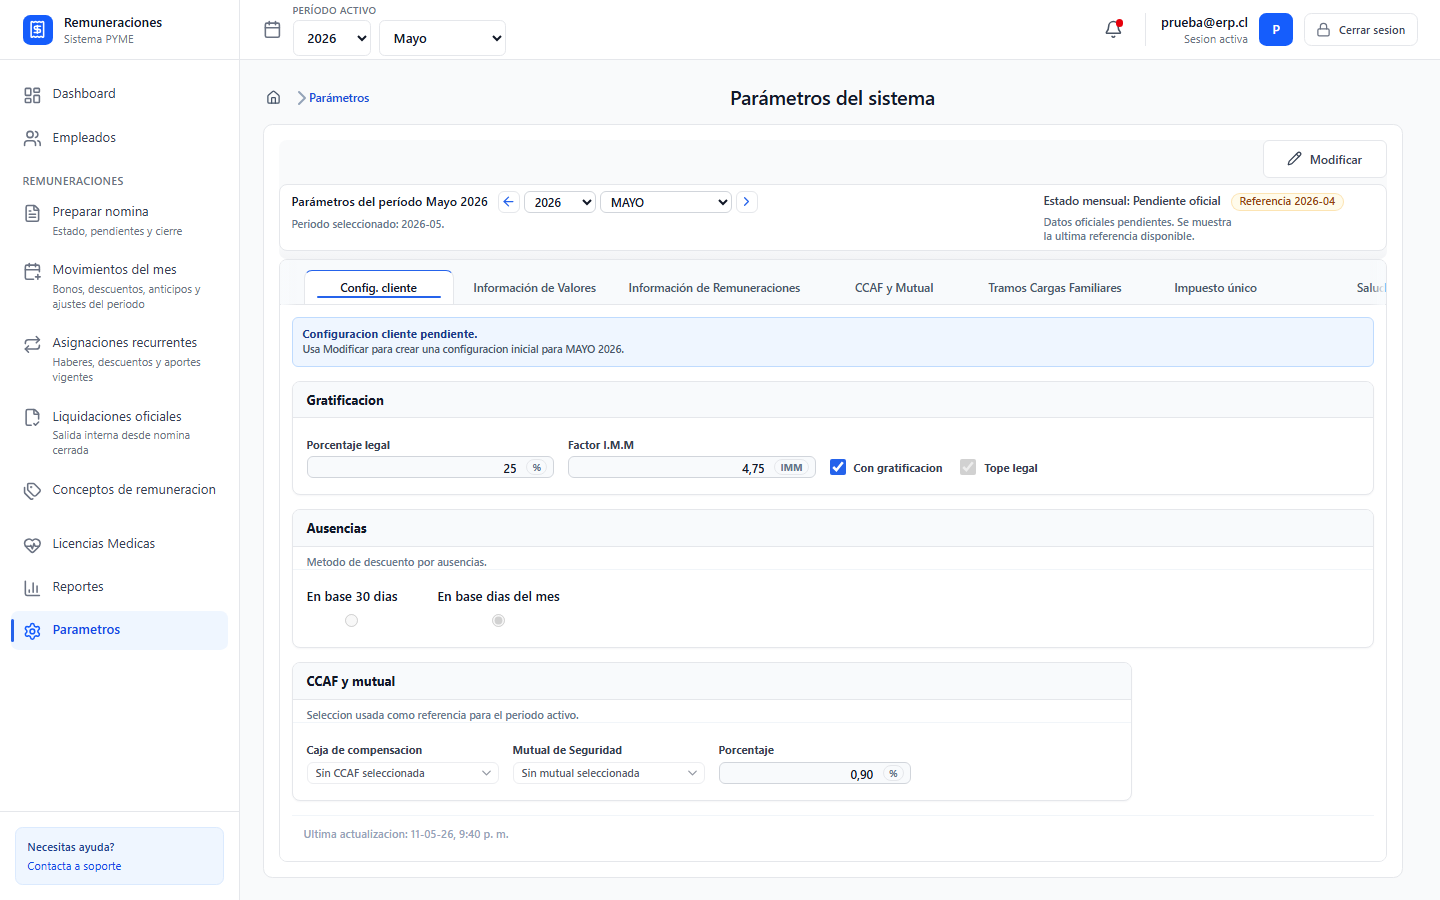 Remuneraciones
Sistema PYME
PERÍODO ACTIVO
2026
Mayo
prueba@erp.cl
Sesion activa
P
Cerrar sesion
Dashboard
Empleados
REMUNERACIONES
Preparar nomina
Estado, pendientes y cierre
Movimientos del mes
Bonos, descuentos, anticipos y
ajustes del periodo
Asignaciones recurrentes
Haberes, descuentos y aportes
vigentes
Liquidaciones oficiales
Salida interna desde nomina
cerrada
Conceptos de remuneracion
Licencias Medicas
Reportes
Parametros
Necesitas ayuda?
Contacta a soporte
Parámetros
Parámetros del sistema
Modificar
Parámetros del período Mayo 2026
2026
MAYO
Periodo seleccionado: 2026-05.
Estado mensual: Pendiente oficial
Referencia 2026-04
Datos oficiales pendientes. Se muestra
la ultima referencia disponible.
Config. cliente
Información de Valores
Información de Remuneraciones
CCAF y Mutual
Tramos Cargas Familiares
Impuesto único
Salud
Configuracion cliente pendiente.
Usa Modificar para crear una configuracion inicial para MAYO 2026.
Gratificacion
Porcentaje legal
25 %
Factor I.M.M
4,75 IMM
Con gratificacion
Tope legal
Ausencias
Metodo de descuento por ausencias.
En base 30 dias
En base dias del mes
CCAF y mutual
Seleccion usada como referencia para el periodo activo.
Caja de compensacion
Sin CCAF seleccionada
Mutual de Seguridad
Sin mutual seleccionada
Porcentaje
0,90 %
Ultima actualizacion: 11-05-26, 9:40 p. m.